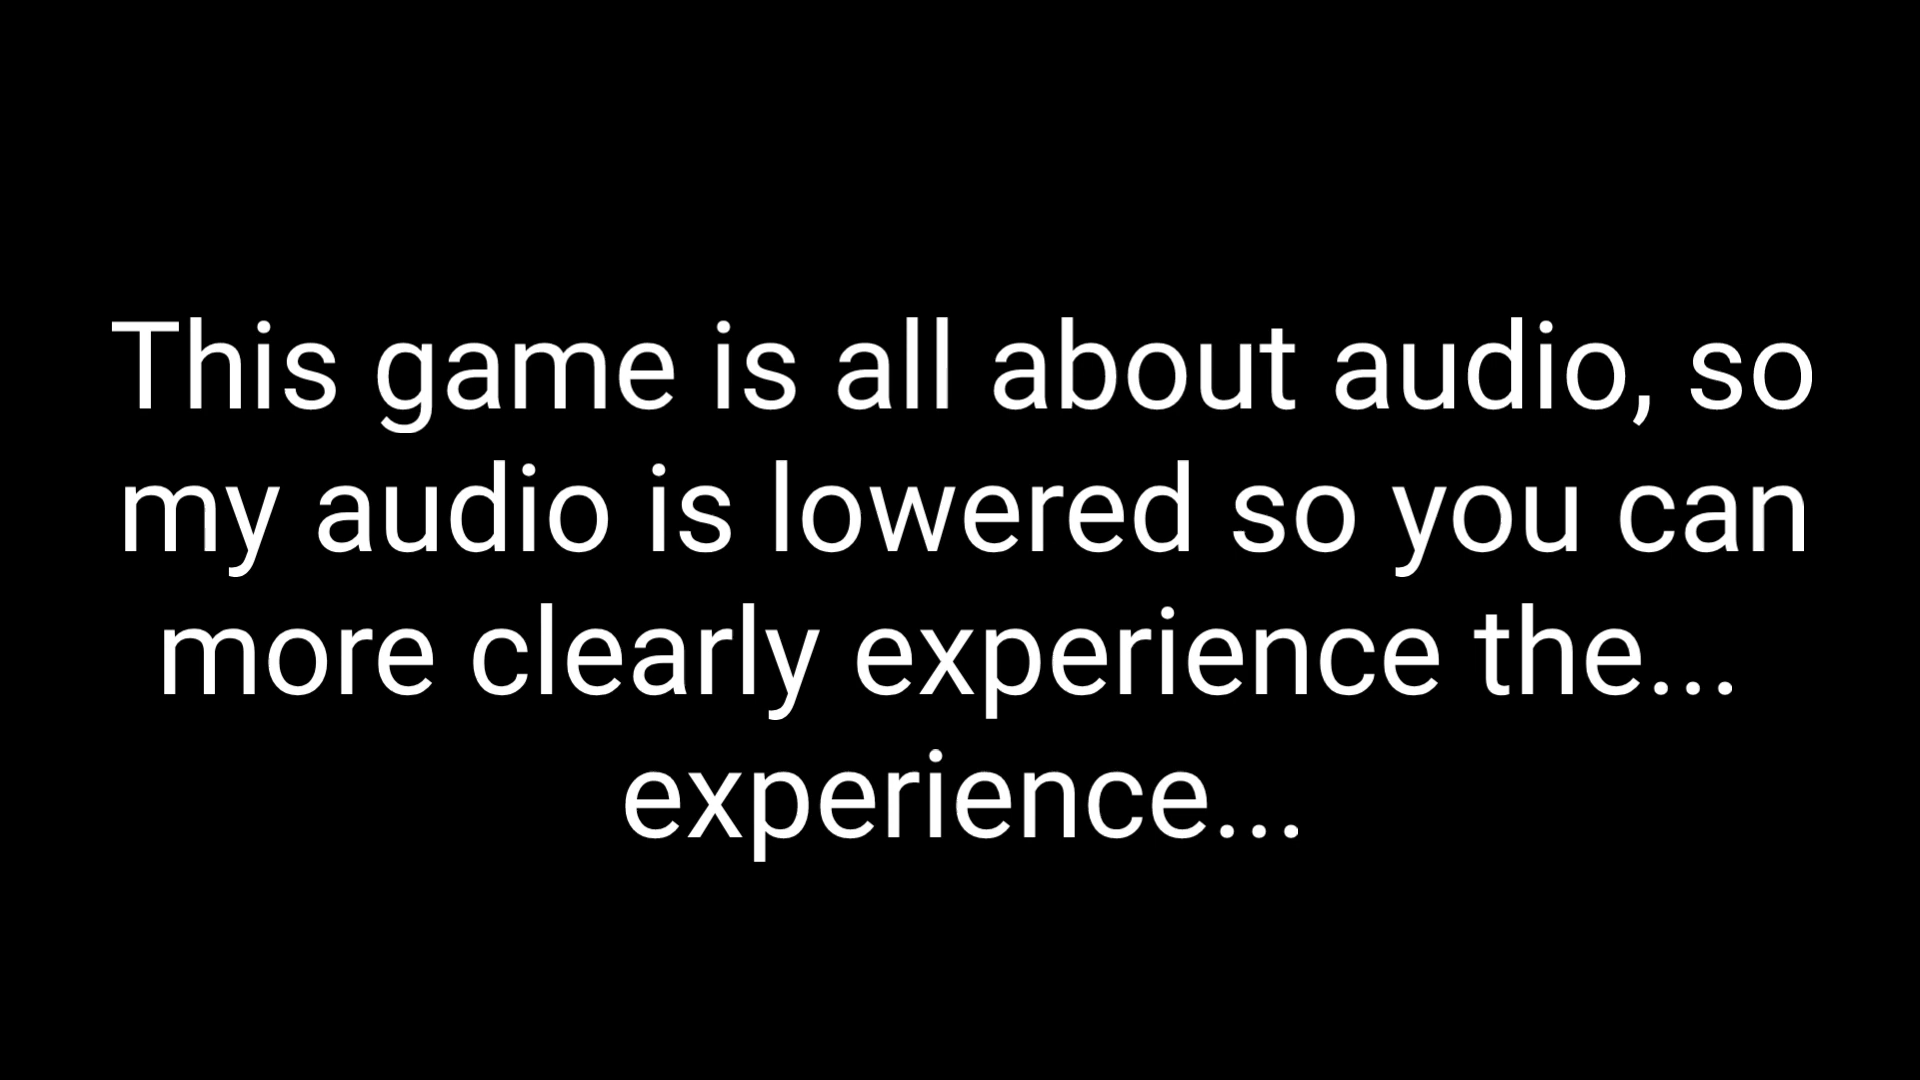 This game is all about audio, so
my audio is lowered so you can
more clearly experience the...
experience...